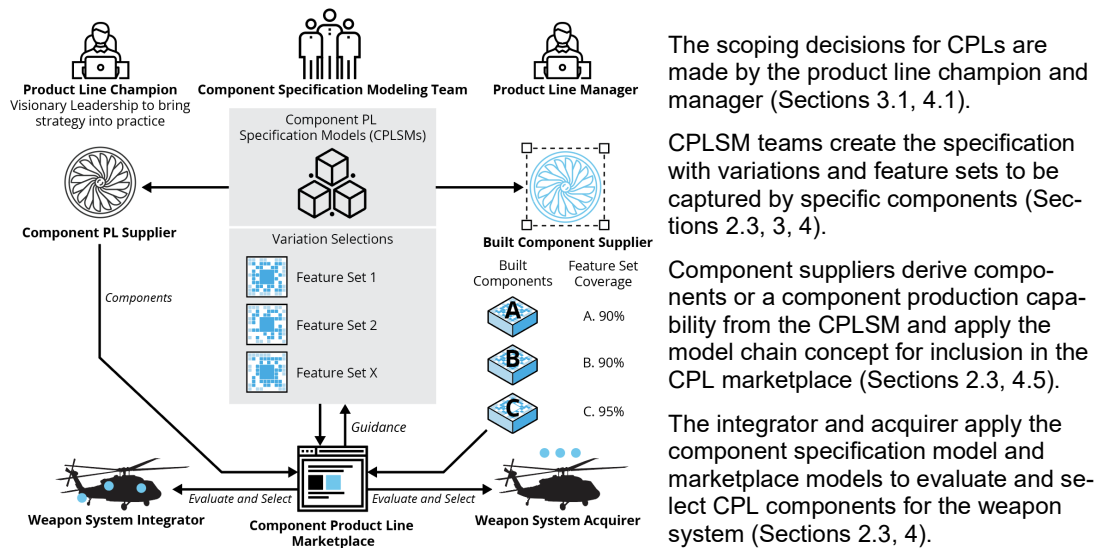 Product Line Champion
Visionary Leadership to bring
strategy into practice
Component Specification Modeling Team
Product Line Manager
Component PL
Specification Models (CPLSMs)
Component PL Supplier
Built Component Supplier
Variation Selections
Feature Set 1
Feature Set 2
Feature Set X
Built
Components
Feature Set
Coverage
A
A. 90%
B
B. 90%
C
C. 95%
Components
Guidance
Evaluate and Select
Evaluate and Select
Weapon System Integrator
Component Product Line
Marketplace
Weapon System Acquirer
The scoping decisions for CPLs are
made by the product line champion and
manager (Sections 3.1, 4.1).
CPLSM teams create the specification
with variations and feature sets to be
captured by specific components (Sec-
tions 2.3, 3, 4).
Component suppliers derive compo-
nents or a component production capa-
bility from the CPLSM and apply the
model chain concept for inclusion in the
CPL marketplace (Sections 2.3, 4.5).
The integrator and acquirer apply the
component specification model and
marketplace models to evaluate and se-
lect CPL components for the weapon
system (Sections 2.3, 4).